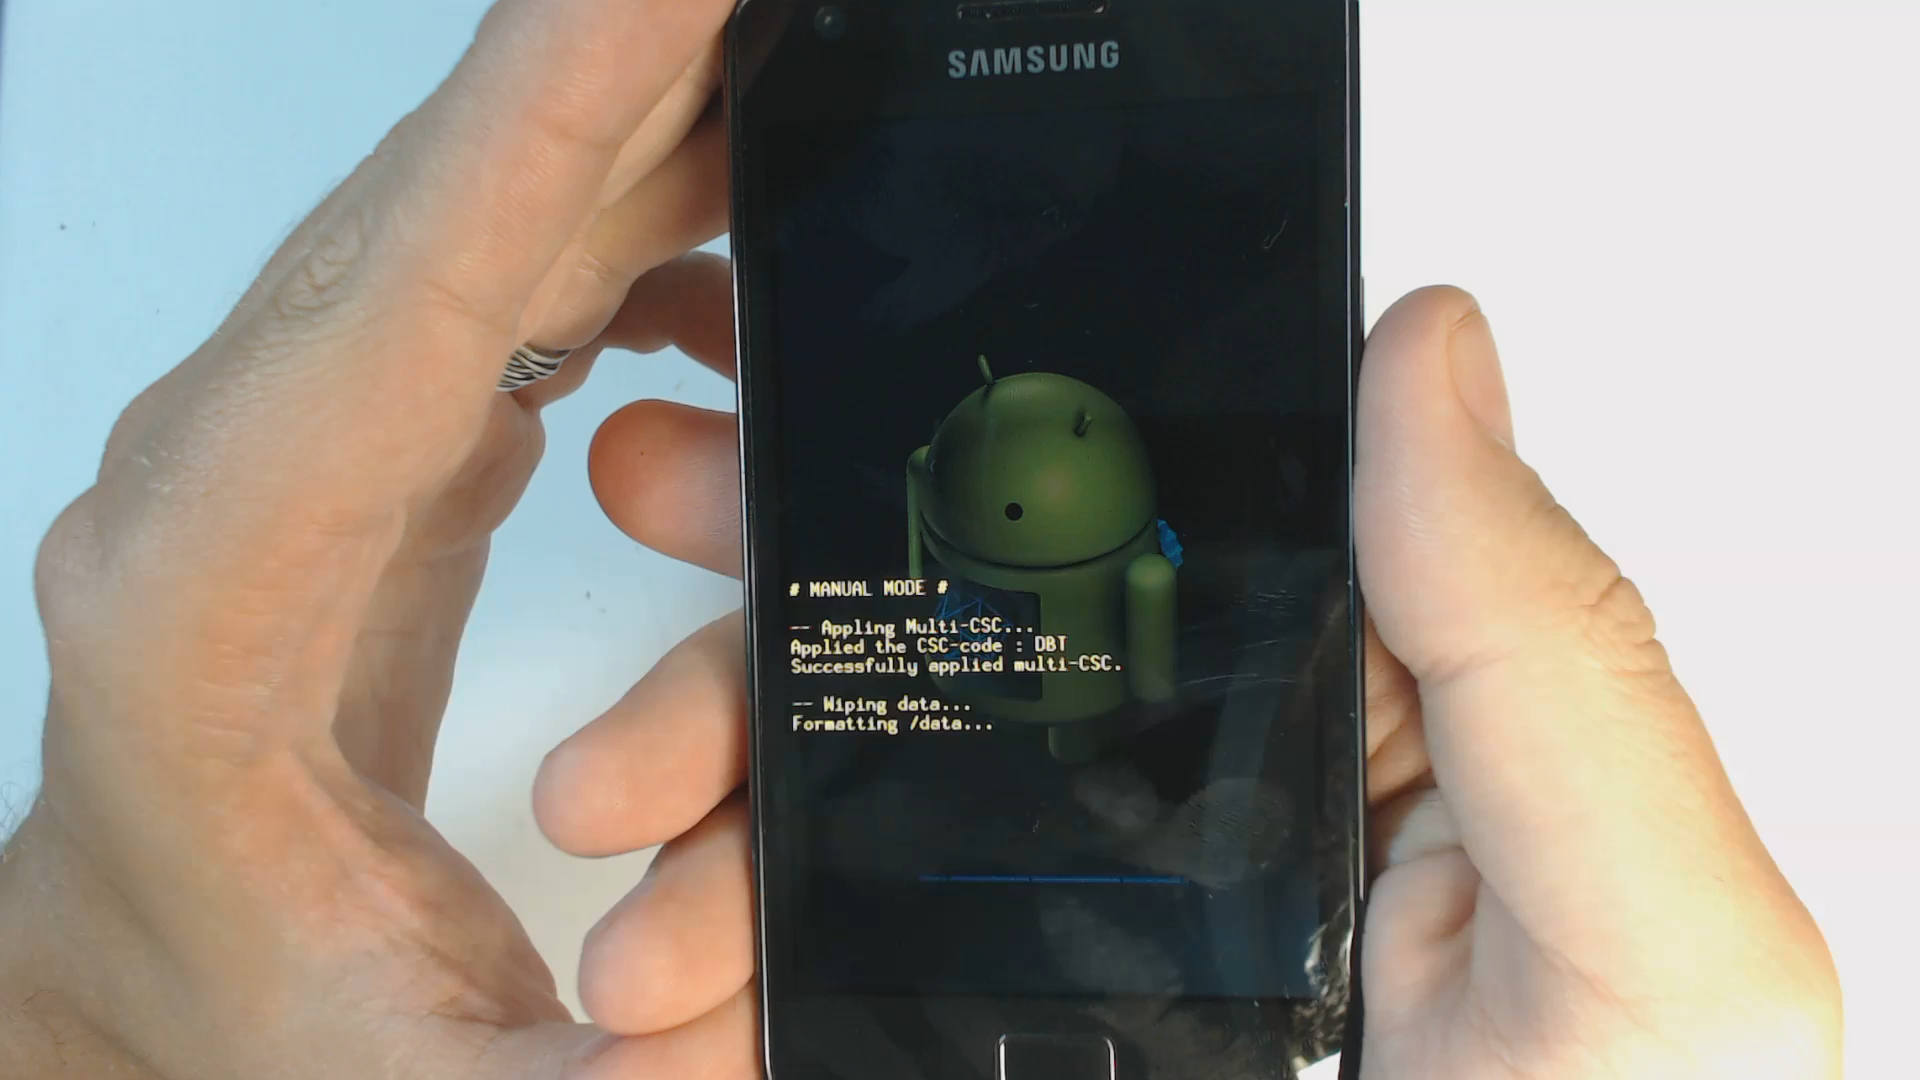 SAMSUNG
# MANUAL MODE #
-- Appling Multi-CSC...
Applied the CSC-code : DBT
Successfully applied multi-CSC.
-- Wiping data...
Formatting /data...